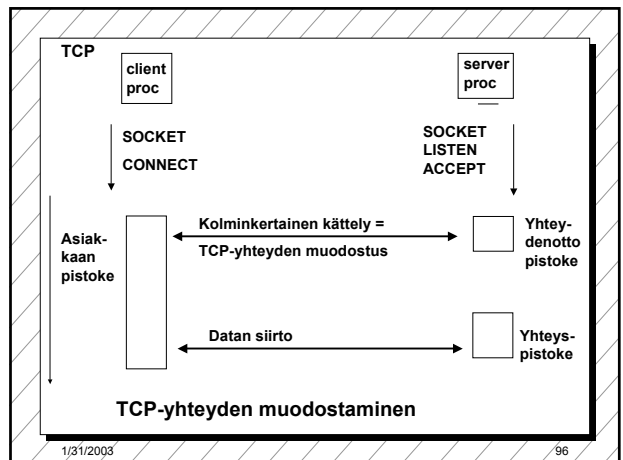 TCP
client
proc
server
proc
SOCKET
CONNECT
SOCKET
LISTEN
ACCEPT
Asiak-
kaan
pistoke
Kolminkertainen kättely =
TCP-yhteyden muodostus
Yhtey-
denotto
pistoke
Datan siirto
Yhteys-
pistoke
TCP-yhteyden muodostaminen
1/31/2003
96